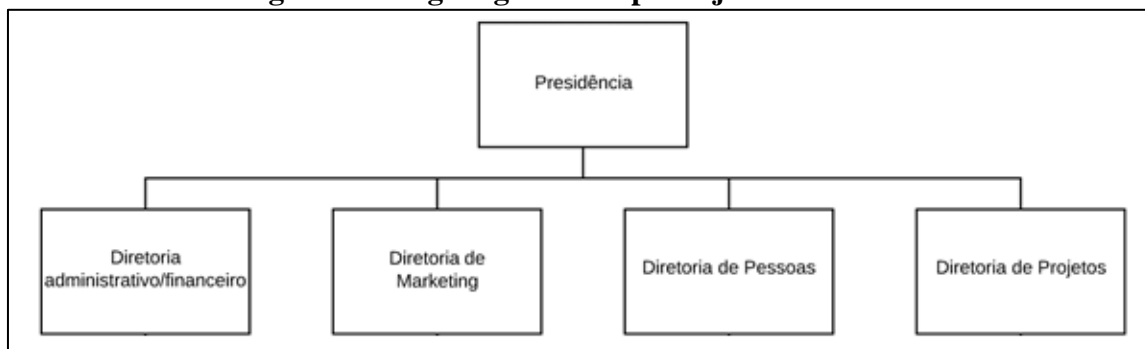 Presidência
Diretoria
administrativo/financeiro
Diretoria de
Marketing
Diretoria de Pessoas
Diretoria de Projetos